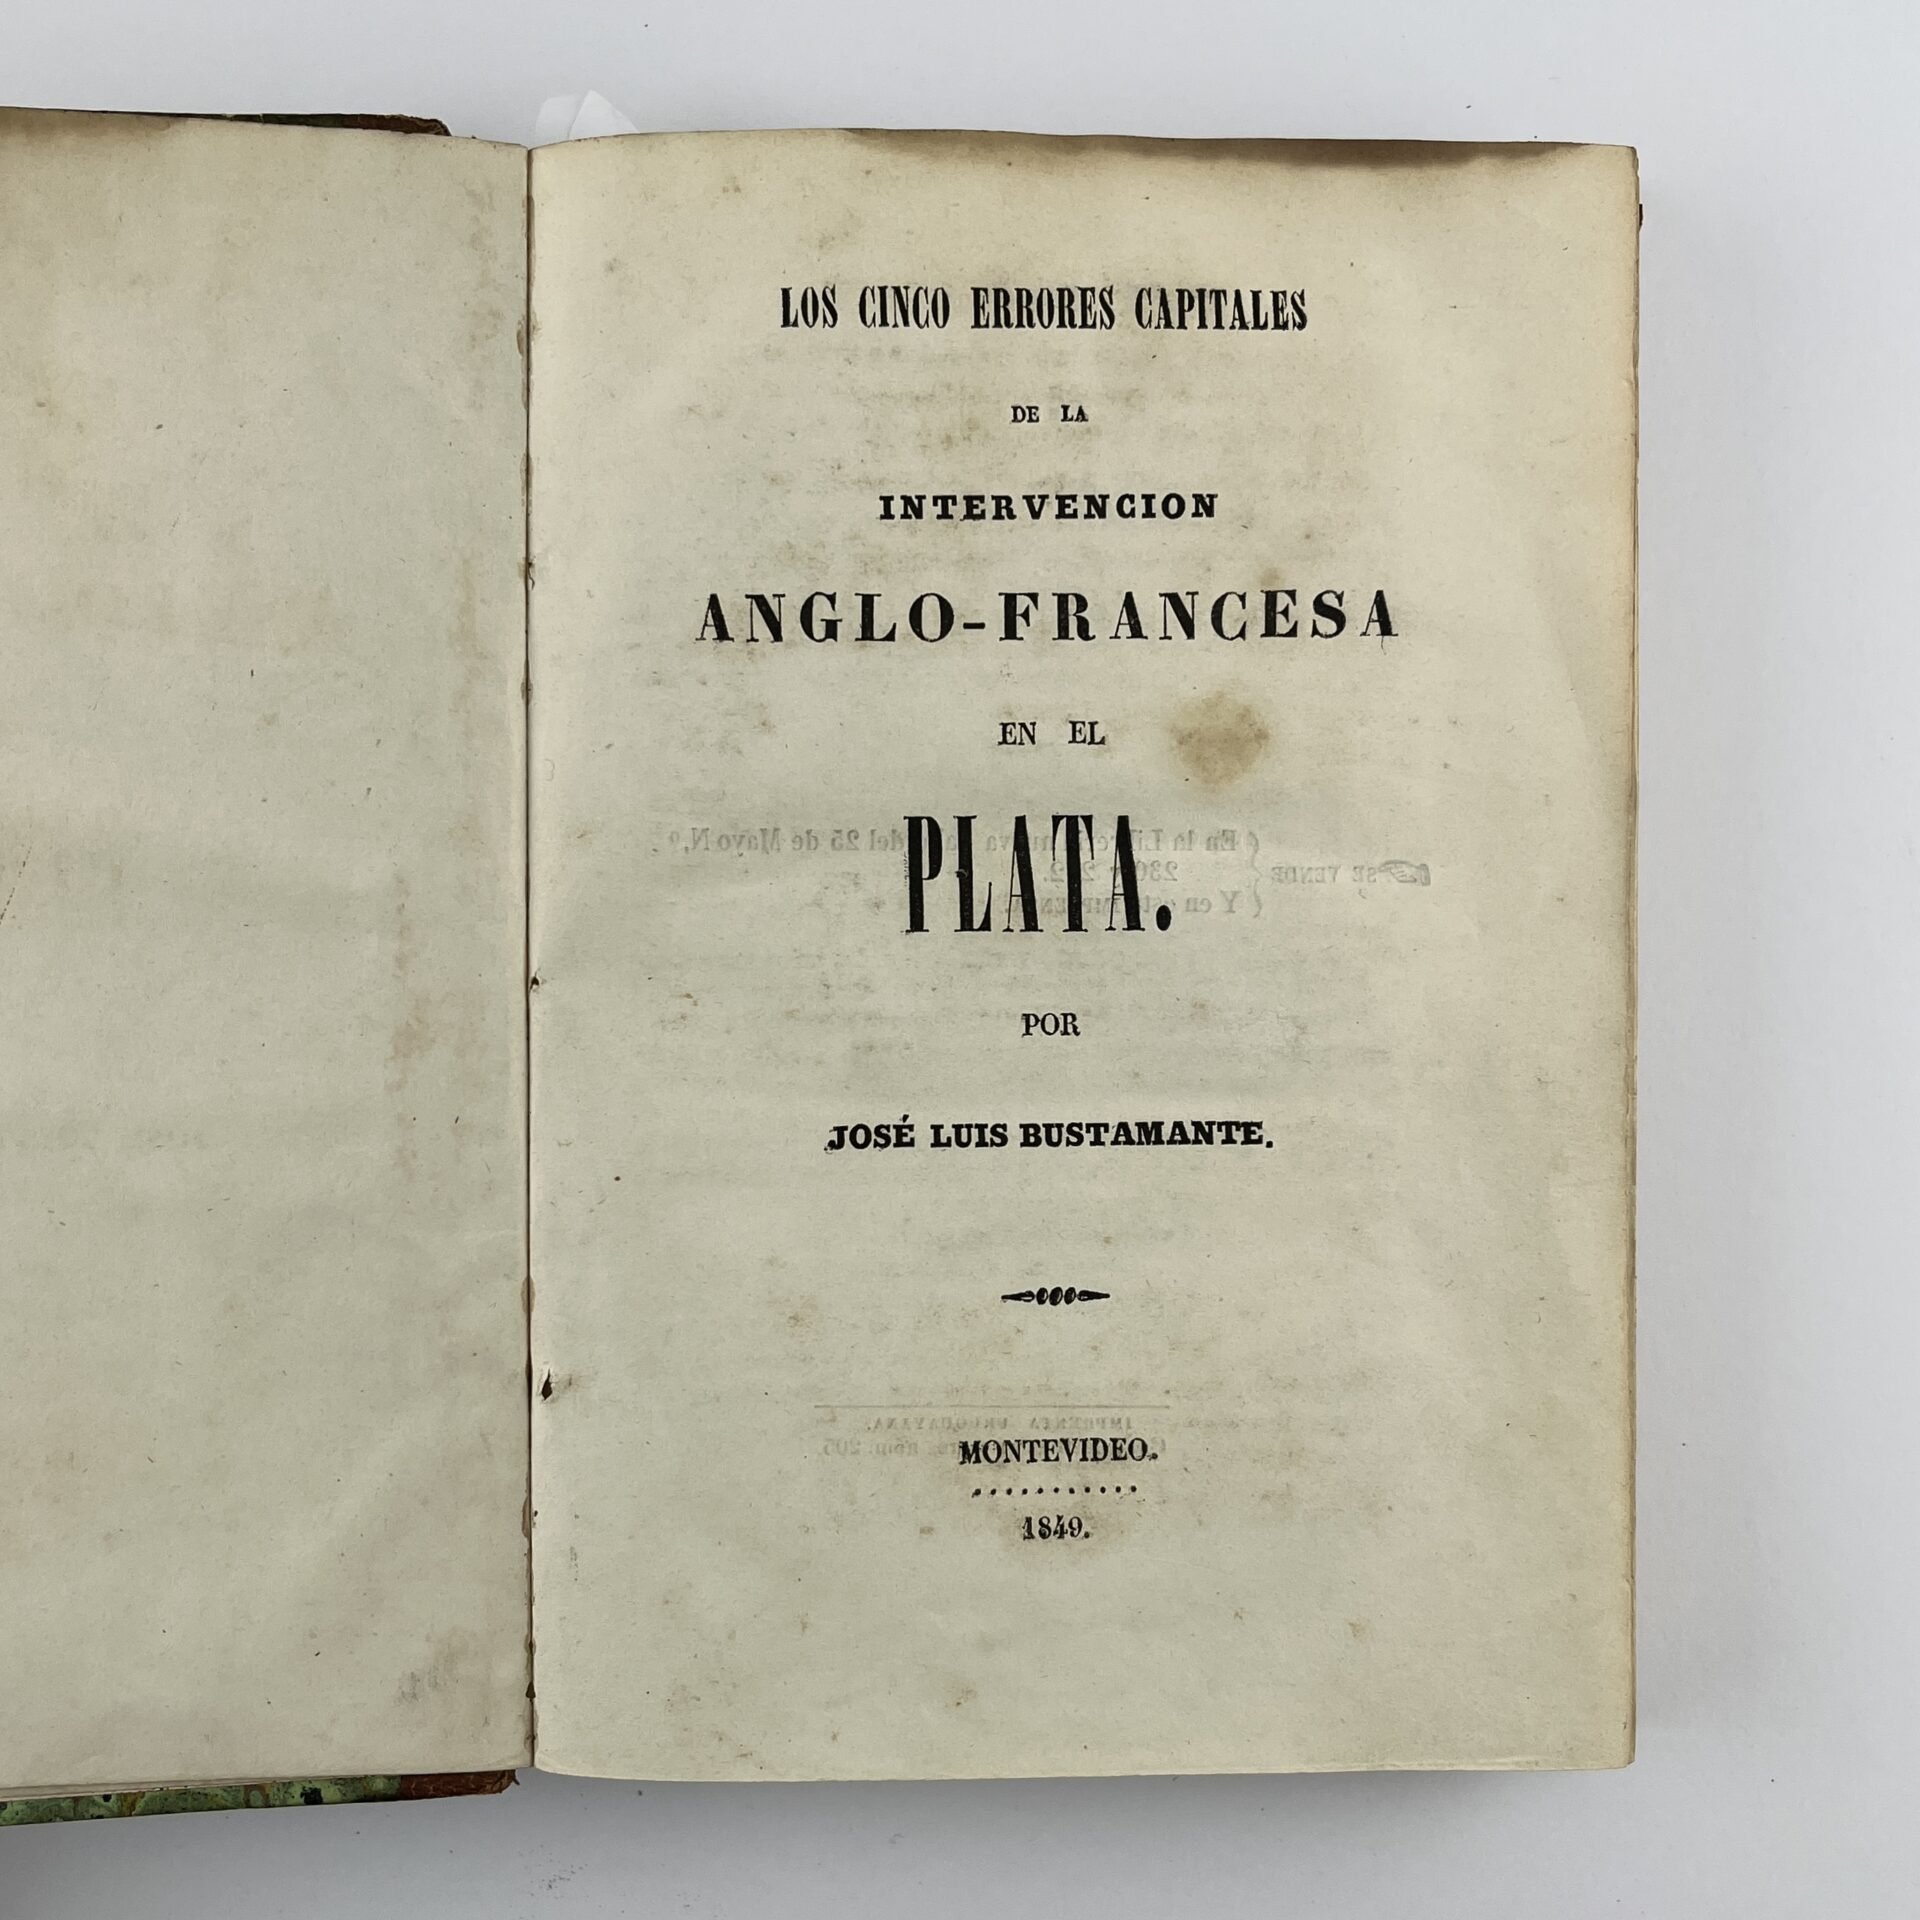 LOS CINCO ERRORES CAPITALES
DE LA
INTERVENCION
ANGLO-FRANCESA
EN EL
PLATA.
POR
JOSÉ LUIS BUSTAMANTE.
MONTEVIDEO.
1849.